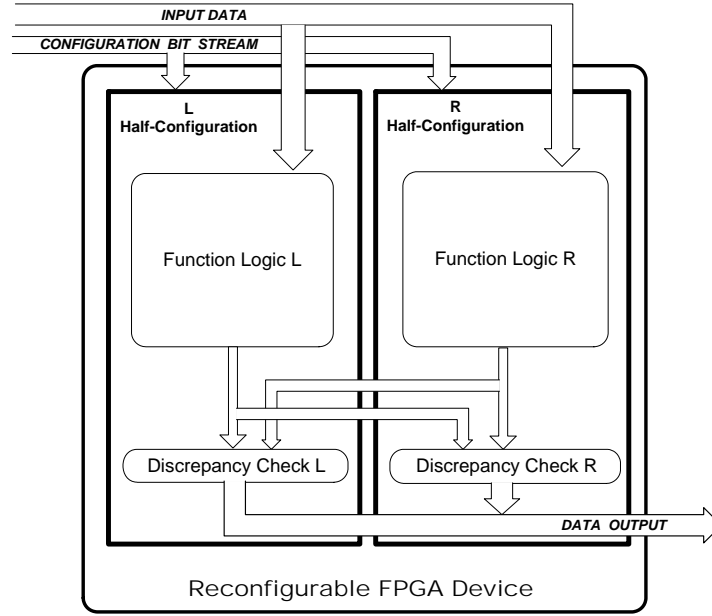 INPUT DATA
CONFIGURATION BIT STREAM
L
Half-Configuration
R
Half-Configuration
Function Logic L
Function Logic R
Discrepancy Check L
Discrepancy Check R
DATA OUTPUT
Reconfigurable FPGA Device